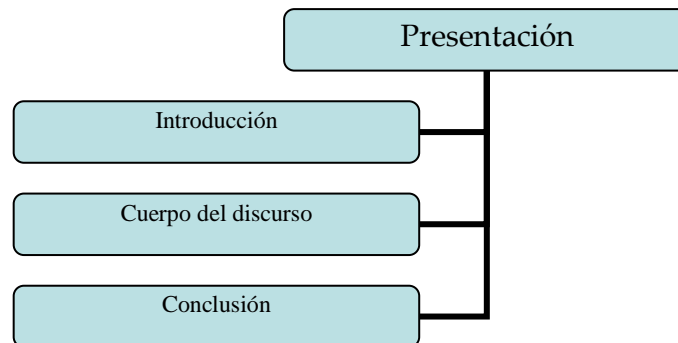 Presentación
Introducción
Cuerpo del discurso
Conclusión